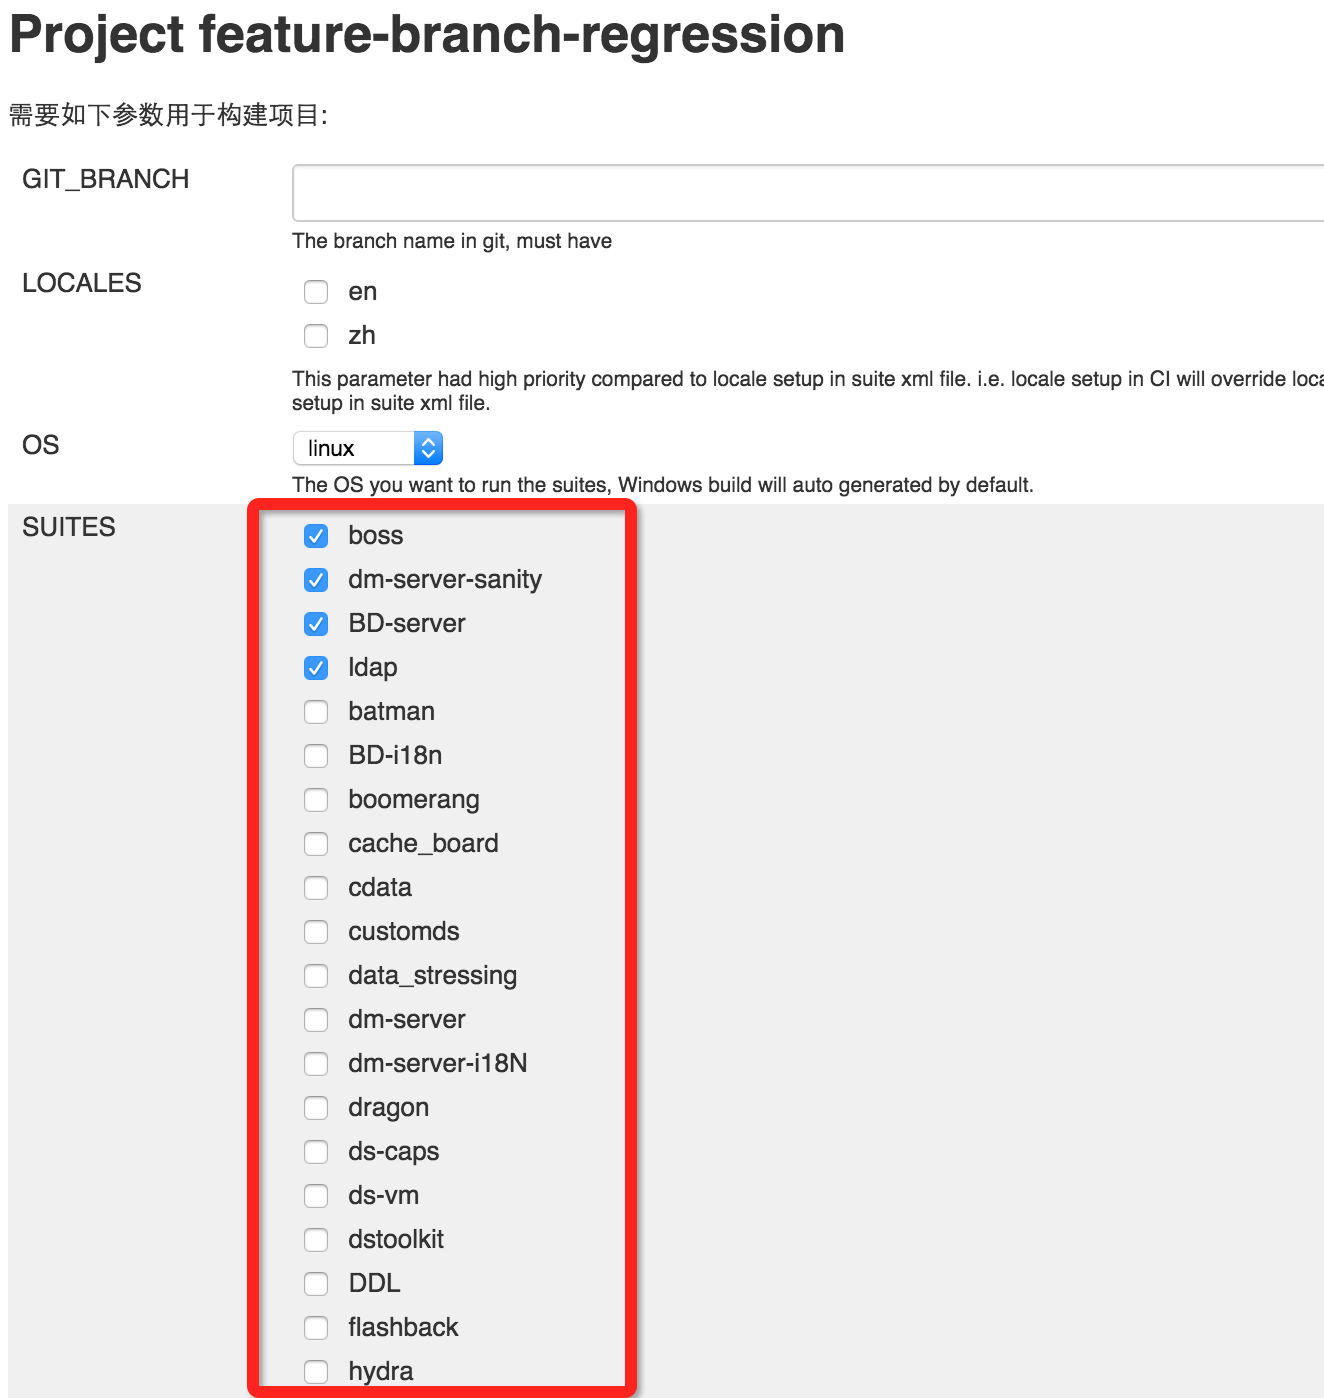 Project feature-branch-regression
需要如下参数用于构建项目:
GIT_BRANCH
The branch name in git, must have
LOCALES
en
zh
This parameter had high priority compared to locale setup in suite xml file. i.e. locale setup in CI will override
setup in suite xml file.
OS
linux
The OS you want to run the suites, Windows build will auto generated by default.
SUITES
boss
dm-server-sanity
BD-server
ldap
batman
BD-i18n
boomerang
cache_board
cdata
customds
data_stressing
dm-server
dm-server-i18N
dragon
ds-caps
ds-vm
dstoolkit
DDL
flashback
hydra